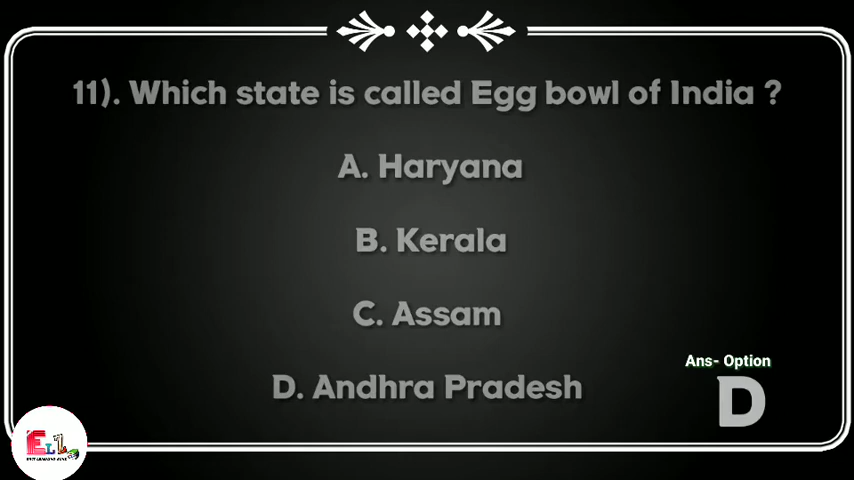 11). Which state is called Egg bowl of India ?
A. Haryana
B. Kerala
C. Assam
D. Andhra Pradesh
Ans- Option
D